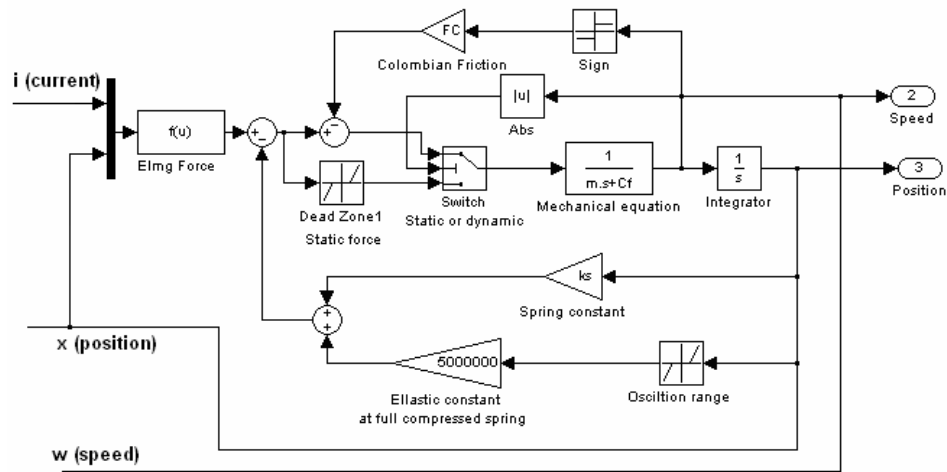 FC
Colombian Friction
Sign
i (current)
|u|
Abs
2
Speed
f(u)
Elmg Force
Dead Zone1
Static force
Switch
Static or dynamic
1
m.s+Cf
Mechanical equation
1
s
Integrator
3
Position
ks
Spring constant
x (position)
5000000
Ellastic constant
at full compressed spring
Osciltion range
w (speed)